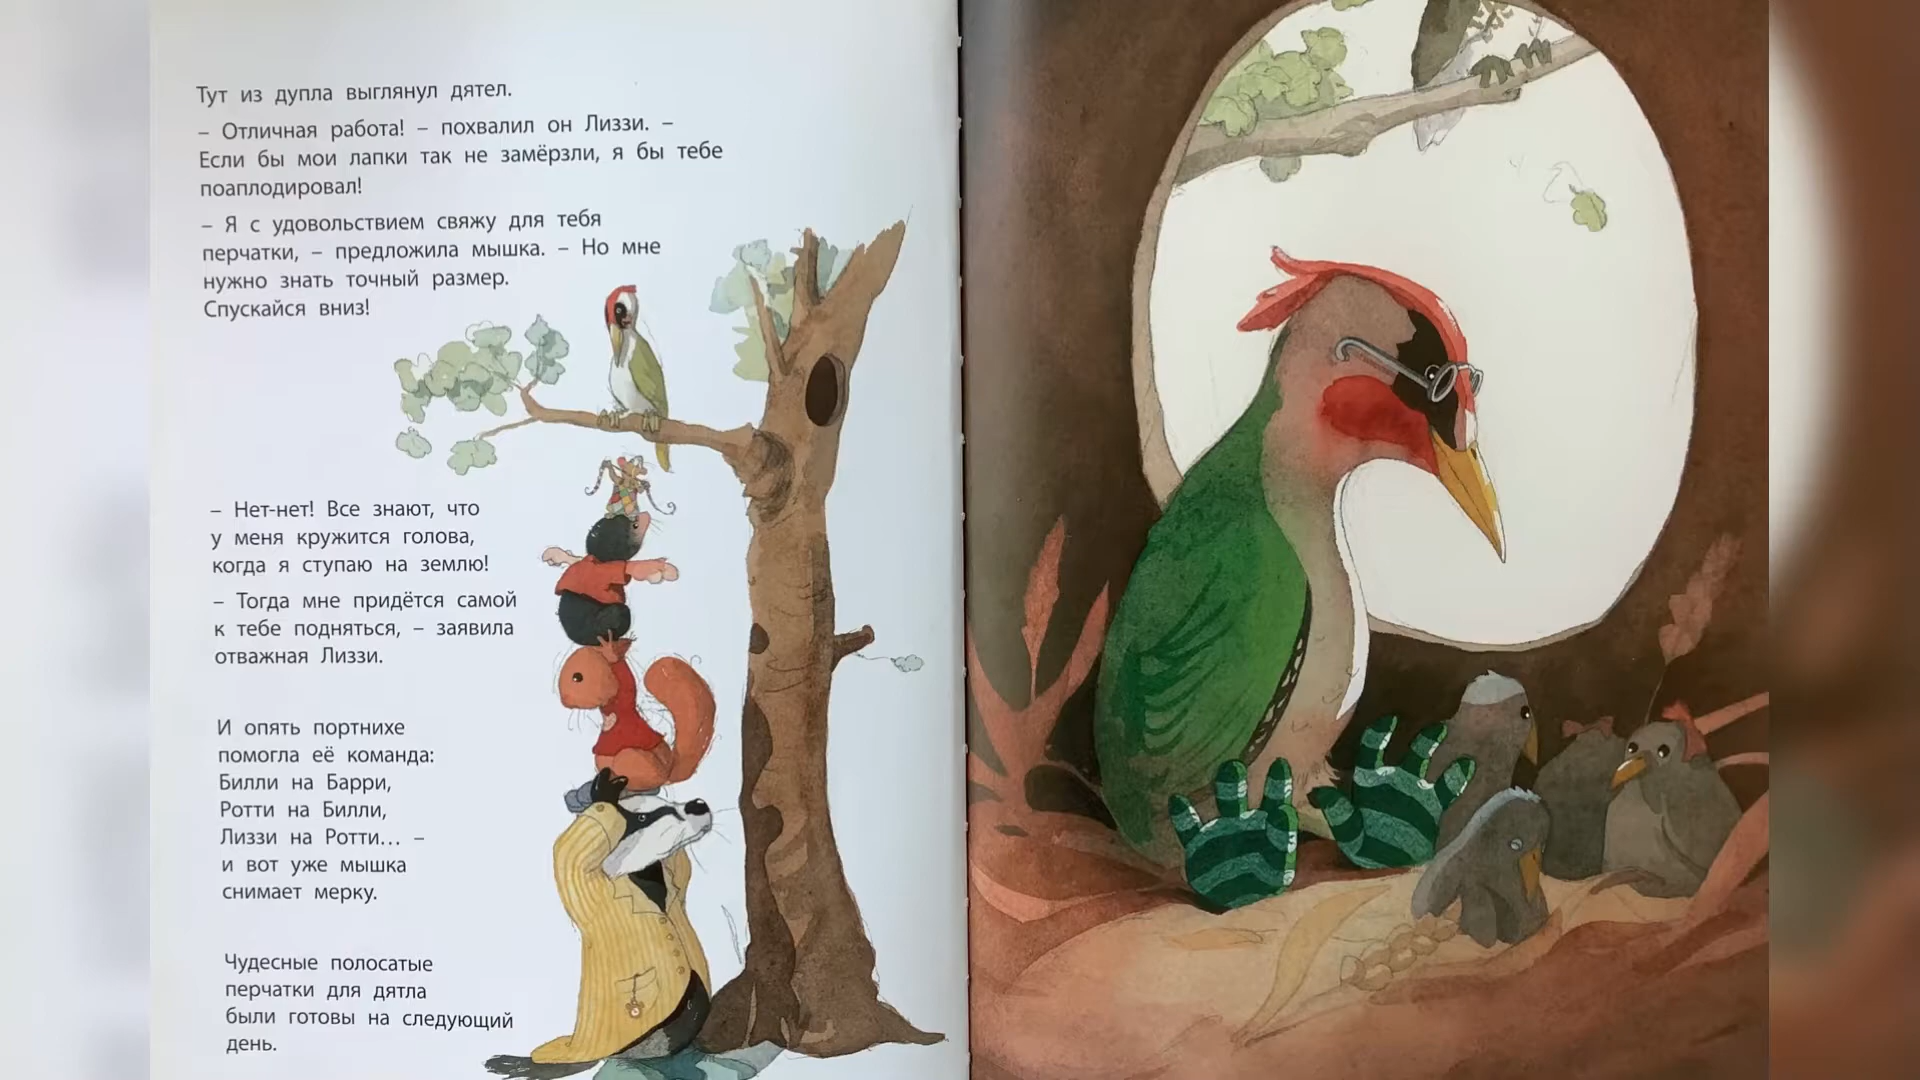 Тут из дупла выглянул дятел.
– Отличная работа! – похвалил он Лиззи. –
Если бы мои лапки так не замёрзли, я бы тебе
поаплодировал!
– Я с удовольствием свяжу для тебя
перчатки, – предложила мышка. – Но мне
нужно знать точный размер.
Спускайся вниз!
– Нет-нет! Все знают, что
у меня кружится голова,
когда я ступаю на землю!
– Тогда мне придётся самой
к тебе подняться, – заявила
отважная Лиззи.
И опять портнихе
помогла её команда:
Билли на Барри,
Ротти на Билли,
Лиззи на Ротти... –
и вот уже мышка
снимает мерку.
Чудесные полосатые
перчатки для дятла
были готовы на следующий
день.